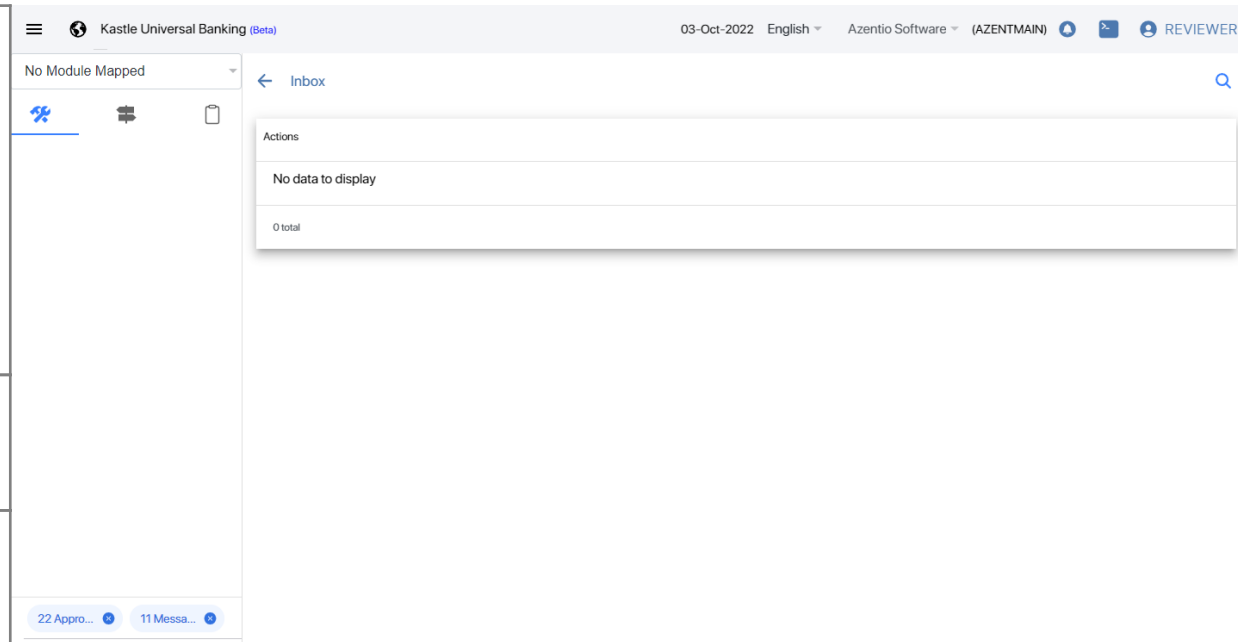 Kastle Universal Banking (Beta)
03-Oct-2022 English Azentio Software (AZENTMAIN) REVIEWER
No Module Mapped
Inbox
Actions
No data to display
0 total
22 Appro... 11 Messa...